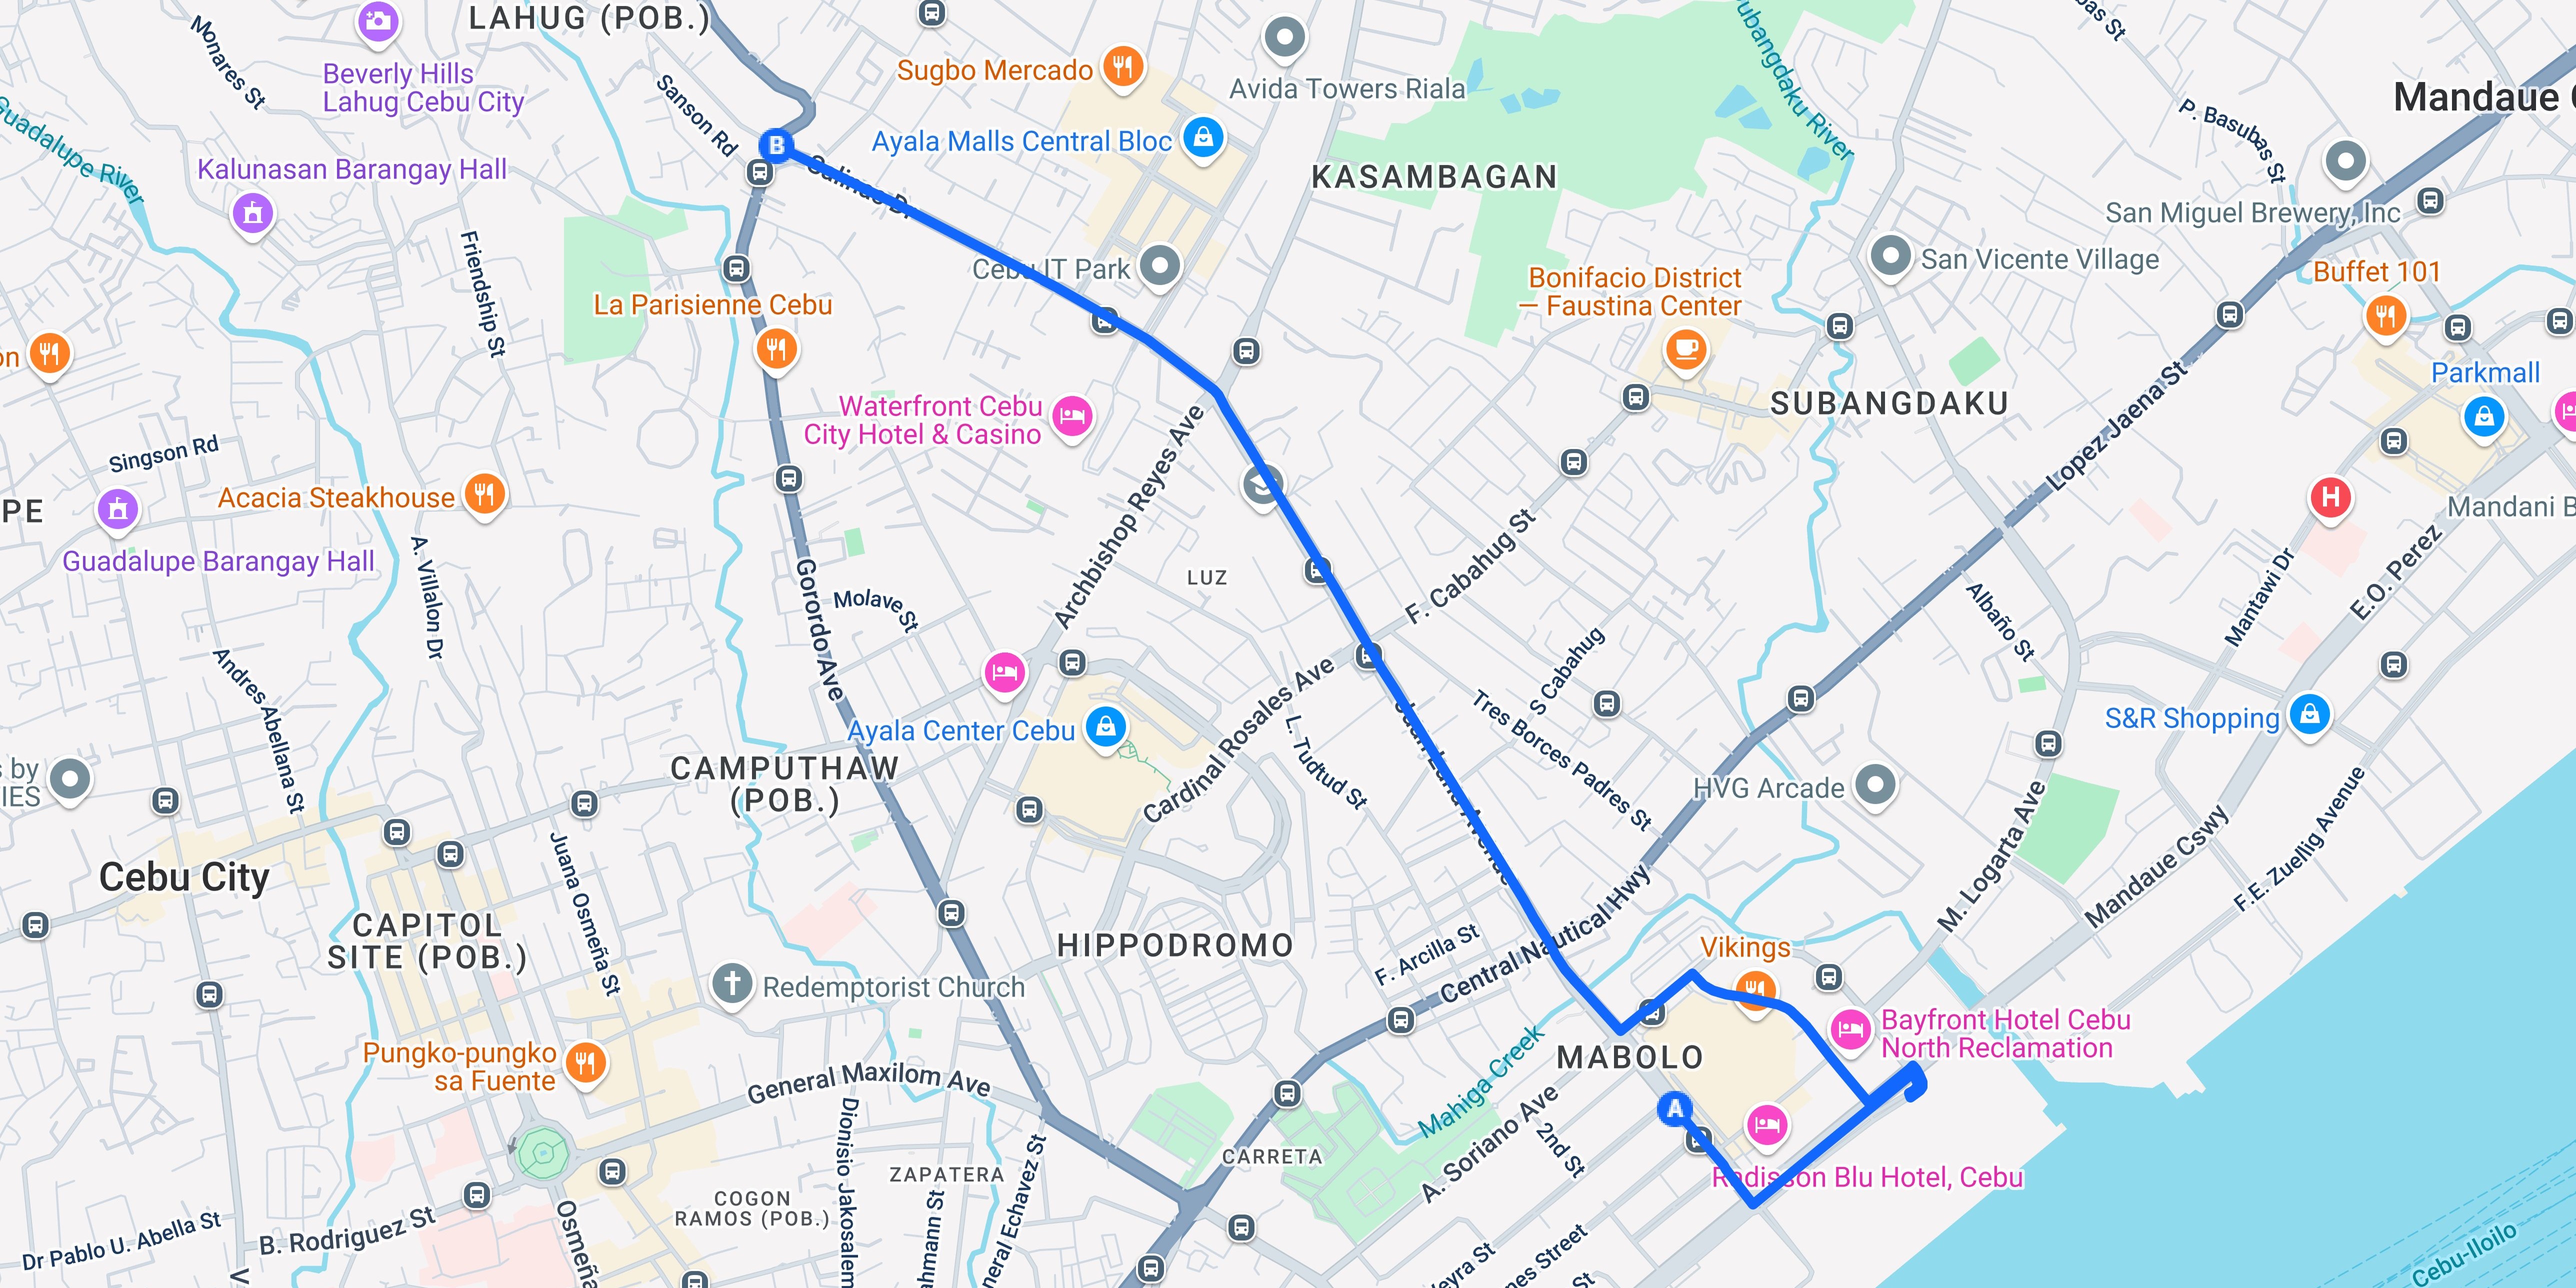 LAHUG (POB.)
Monares St
Beverly Hills
Lahug Cebu City
Guadalupe River
Kalunasan Barangay Hall
Sanson Rd
B
Salinas Dr
Sugbo Mercado
Ayala Malls Central Bloc
Avida Towers Riala
KASAMBAGAN
Subangdaku River
P. Basubas St
Mandaue
San Miguel Brewery, Inc
San Vicente Village
Buffet 101
Parkmall
Cebu IT Park
Friendship St
La Parisienne Cebu
Bonifacio District
– Faustina Center
SUBANGDAKU
Waterfront Cebu
City Hotel & Casino
Archbishop Reyes Ave
Lopez Jaena St
Singson Rd
Acacia Steakhouse
Guadalupe Barangay Hall
A. Villalon Dr
Gorordo Ave
Molave St
LUZ
F. Cabahug St
H
Mandani
E.O. Perez
Mantawi Dr
Albaño St
S Cabahug
Tres Borces Padres St
Cardinal Rosales Ave
L. Tudtud St
Juan Luna Avenue
Andres Abellana St
Ayala Center Cebu
CAMPUTHAW
(POB.)
S&R Shopping
HVG Arcade
M. Logarta Ave
Mandaue Cswy
F.E. Zuellig Avenue
Cebu City
CAPITOL
SITE (POB.)
Juana Osmeña St
HIPPODROMO
F. Arcilla St
Central Nautical Hwy
Vikings
Redemptorist Church
Bayfront Hotel Cebu
North Reclamation
MABOLO
Mahiga Creek
A
Pungko-pungko
sa Fuente
General Maxilom Ave
Dionisio Jakosalem
ZAPATERA
CARRETA
A. Soriano Ave
2nd St
Radisson Blu Hotel, Cebu
COGON
RAMOS (POB.)
Dr Pablo U. Abella St
B. Rodriguez St
Osmeña
Cebu-Iloilo